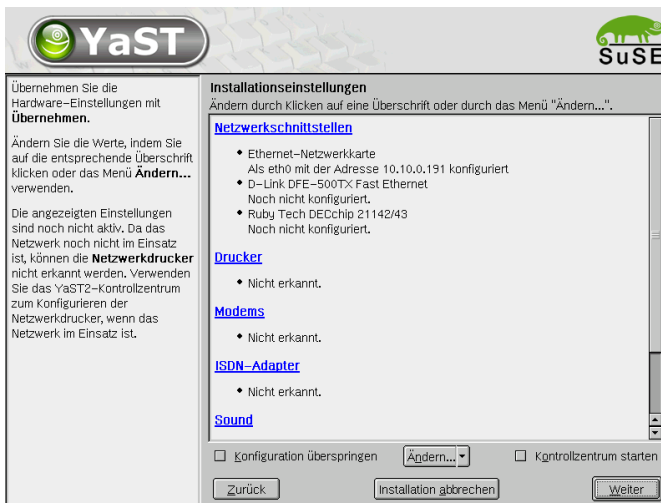 YaST
SuSE
Übernehmen Sie die
Hardware-Einstellungen mit
Übernehmen.
Ändern Sie die Werte, indem Sie
auf die entsprechende Überschrift
klicken oder das Menü Ändern...
verwenden.
Die angezeigten Einstellungen
sind noch nicht aktiv. Da das
Netzwerk noch nicht im Einsatz
ist, können die Netzwerkdrucker
nicht erkannt werden. Verwenden
Sie das YaST2-Kontrollzentrum
zum Konfigurieren der
Netzwerkdrucker, wenn das
Netzwerk im Einsatz ist.
Installationseinstellungen
Ändern durch Klicken auf eine Überschrift oder durch das Menü "Ändern...".
Netzwerkschnittstellen
• Ethernet-Netzwerkkarte
Als eth0 mit der Adresse 10.10.0.191 konfiguriert
• D-Link DFE-500TX Fast Ethernet
Noch nicht konfiguriert.
• Ruby Tech DECchip 21142/43
Noch nicht konfiguriert.
Drucker
• Nicht erkannt.
Modems
• Nicht erkannt.
ISDN-Adapter
• Nicht erkannt.
Sound
Konfiguration überspringen
Ändern...
Kontrollzentrum starten
Zurück
Installation abbrechen
Weiter